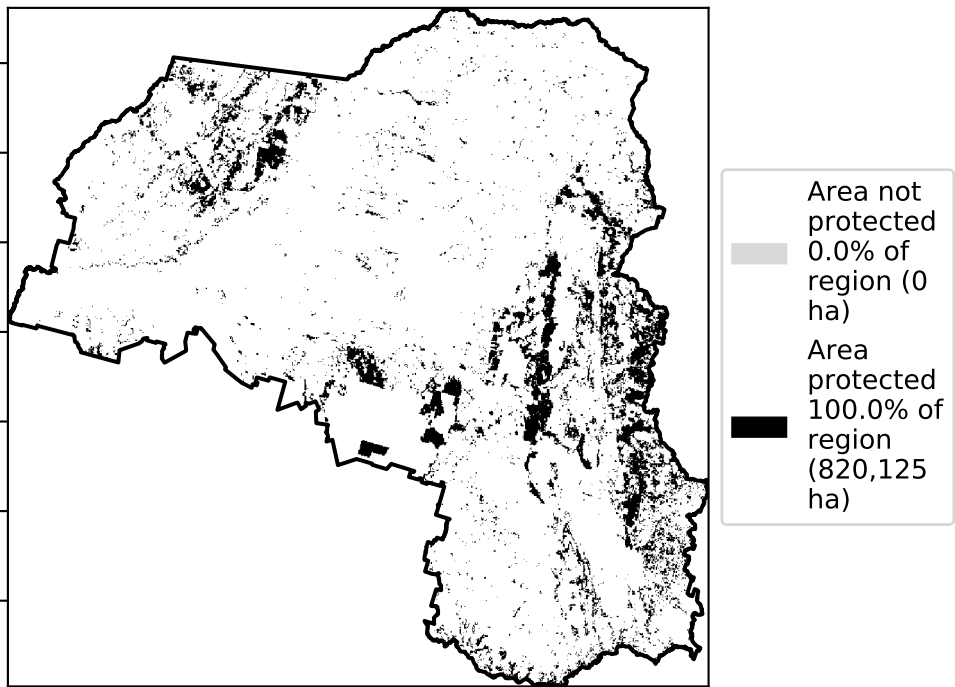 Area not
protected
0.0% of
region (0
ha)
Area
protected
100.0% of
region
(820,125
ha)